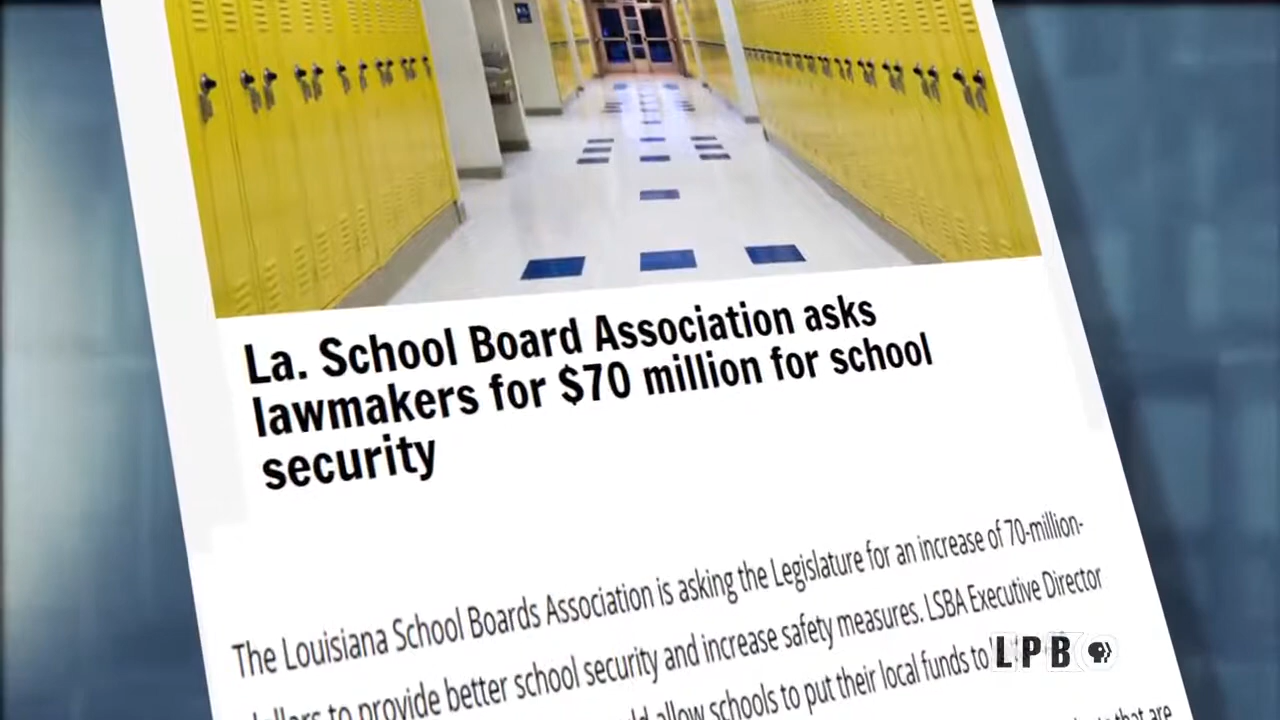 La. School Board Association asks
lawmakers for $70 million for school
security
The Louisiana School Boards Association is asking the Legislature for an increase of 70-million-
dollars to provide better school security and increase safety measures. LSBA Executive Director
allow schools to put their local funds to
that are
LPB